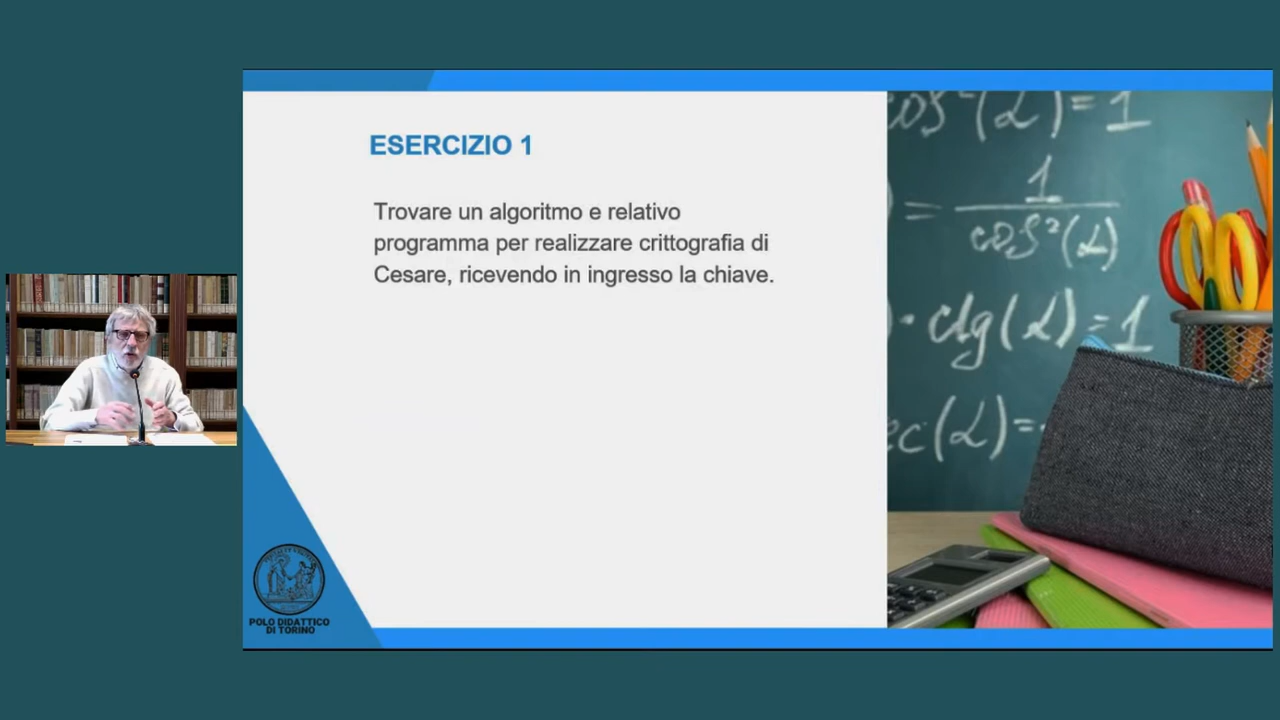 ESERCIZIO 1
Trovare un algoritmo e relativo
programma per realizzare crittografia di
Cesare, ricevendo in ingresso la chiave.
cos²(α)=1
= 1
cos²(α)
· ctg(α)=1
ec(α)=
POLO DIDATTICO
DI TORINO